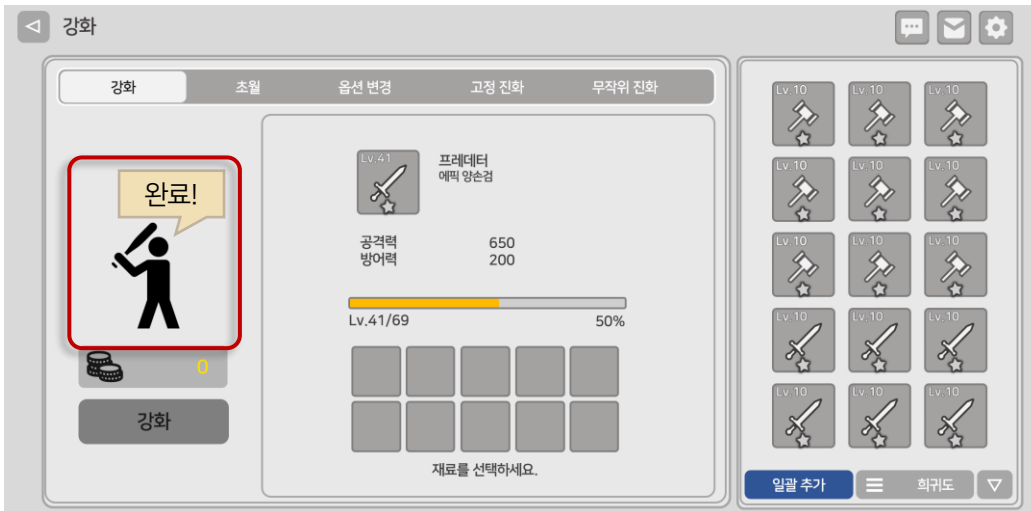 강화
강화 초월 옵션 변경 고정 진화 무작위 진화
완료!
0
강화
Lv.41
프레데터
에픽 양손검
공격력 650
방어력 200
Lv.41/69 50%
재료를 선택하세요.
Lv.10 Lv.10 Lv.10
Lv.10 Lv.10 Lv.10
Lv.10 Lv.10 Lv.10
Lv.10 Lv.10 Lv.10
Lv.10 Lv.10 Lv.10
일괄 추가 희귀도